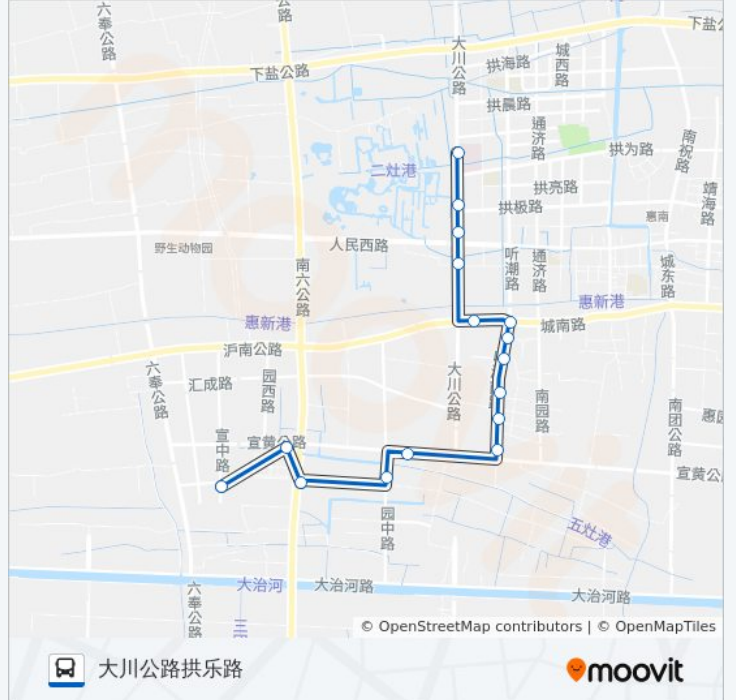 六奉公路
公路
下盐公路
下盐公
大川公路
拱海路
城西路
拱晨路
通济路
南祝路
拱为路
二灶港
拱亮路
靖海路
拱极路
惠南
人民西路
野生动物园
听潮路
通济路
城东路
南六公路
惠新港
惠新港
城南路
沪南公路
六奉公路
园西路
汇成路
大川公路
南园路
南团公路
惠园
宣中路
宣黄公路
宣黄公
园中路
五灶港
六奉公路
大治河
大治河路
大治河路
三
© OpenStreetMap contributors | © OpenMapTiles
大川公路拱乐路
moovit